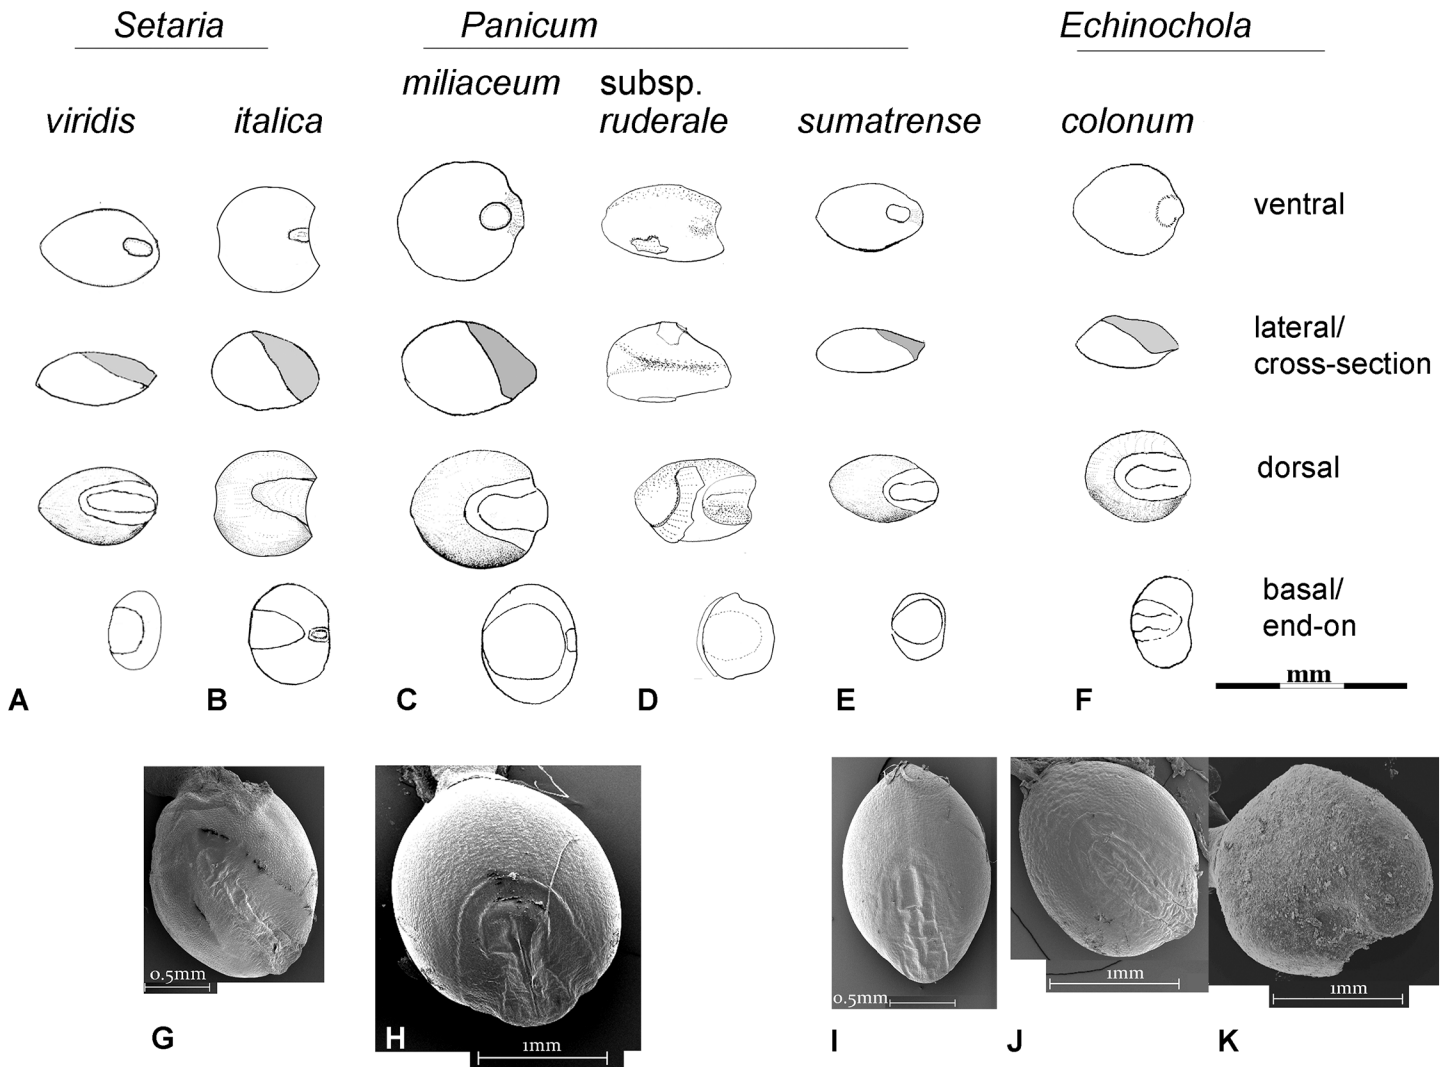 Setaria
Panicum
Echinochola
miliaceum
subsp.
viridis
italica
ruderale
sumatrense
colonum
ventral
lateral/
cross-section
dorsal
basal/
end-on
mm
A
B
C
D
E
F
0.5mm
1mm
0.5mm
1mm
1mm
G
H
I
J
K